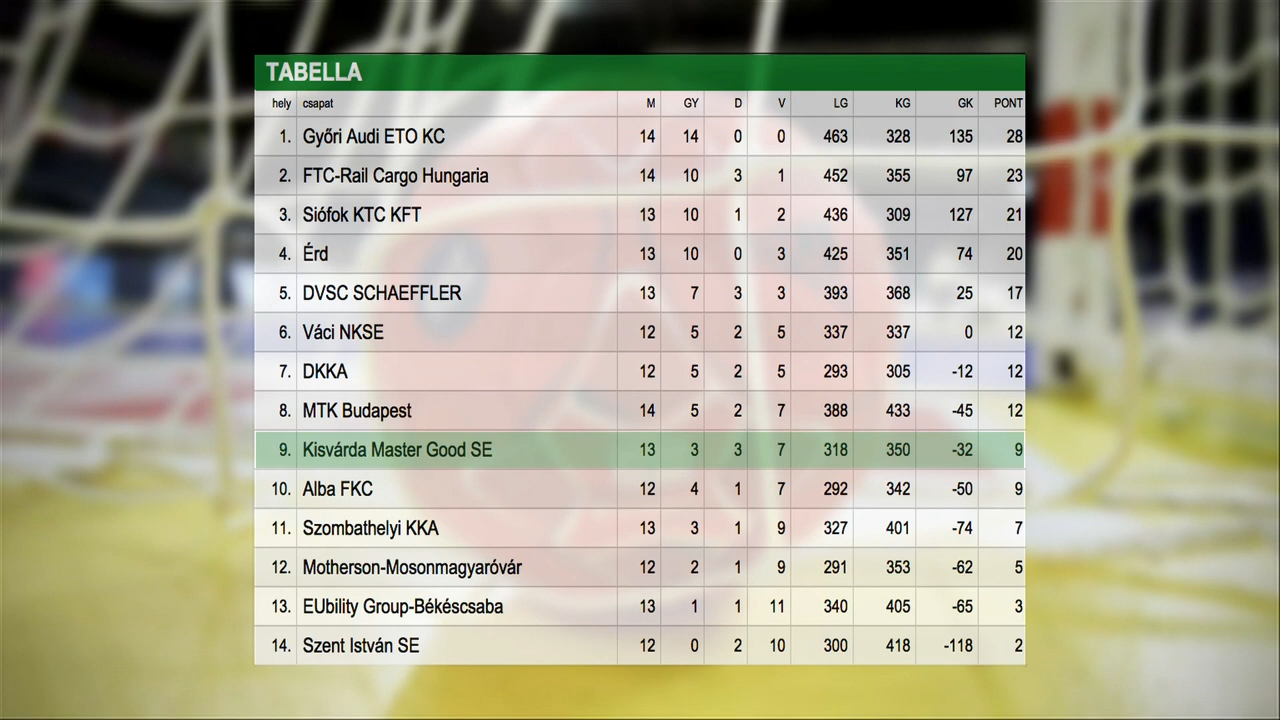 TABELLA
hely csapat M GY D V LG KG GK PONT
1. Győri Audi ETO KC 14 14 0 0 463 328 135 28
2. FTC-Rail Cargo Hungaria 14 10 3 1 452 355 97 23
3. Siófok KTC KFT 13 10 1 2 436 309 127 21
4. Érd 13 10 0 3 425 351 74 20
5. DVSC SCHAEFFLER 13 7 3 3 393 368 25 17
6. Váci NKSE 12 5 2 5 337 337 0 12
7. DKKA 12 5 2 5 293 305 -12 12
8. MTK Budapest 14 5 2 7 388 433 -45 12
9. Kisvárda Master Good SE 13 3 3 7 318 350 -32 9
10. Alba FKC 12 4 1 7 292 342 -50 9
11. Szombathelyi KKA 13 3 1 9 327 401 -74 7
12. Motherson-Mosonmagyaróvár 12 2 1 9 291 353 -62 5
13. EUbility Group-Békéscsaba 13 1 1 11 340 405 -65 3
14. Szent István SE 12 0 2 10 300 418 -118 2